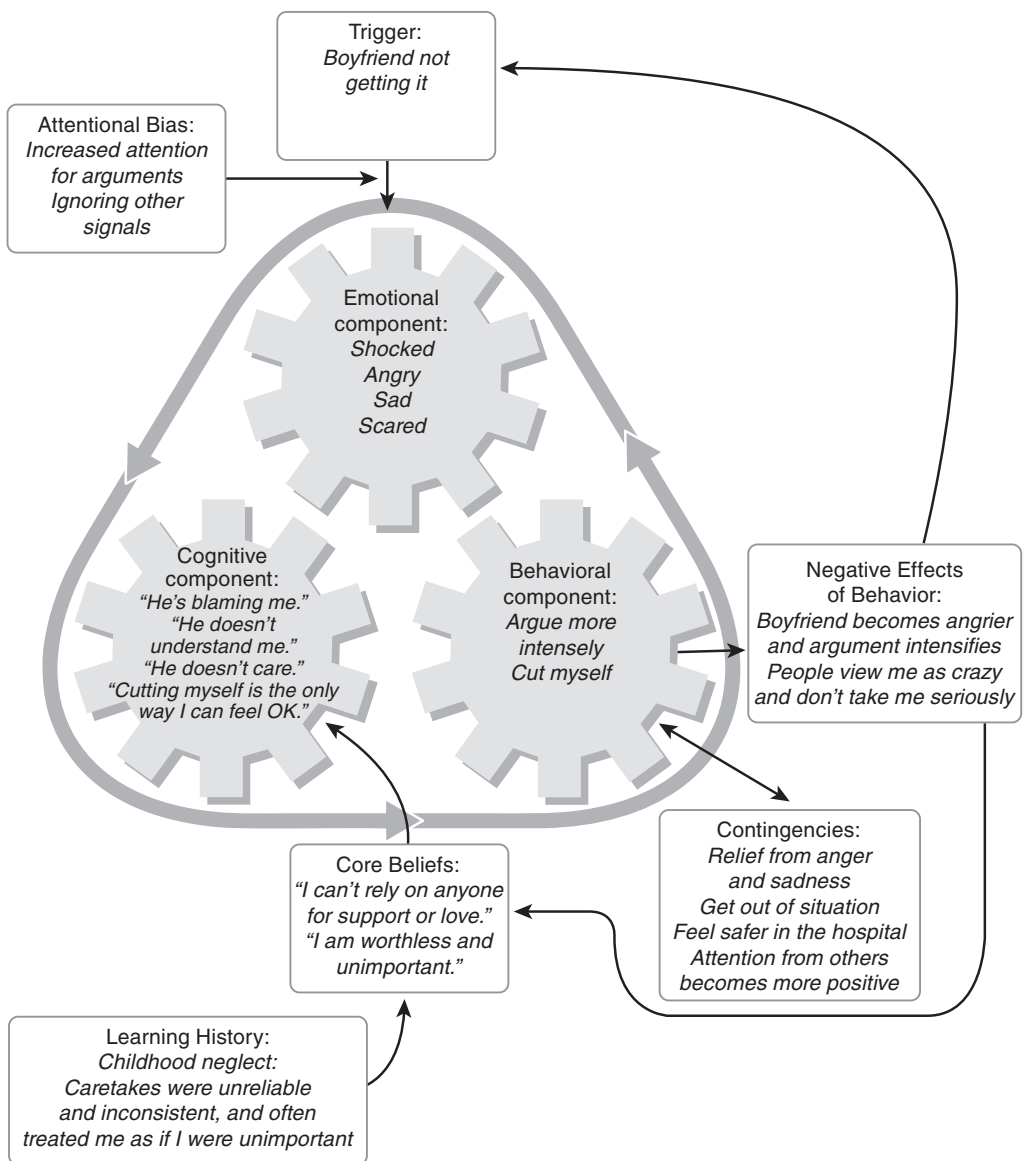 Trigger:
Boyfriend not
getting it
Attentional Bias:
Increased attention
for arguments
Ignoring other
signals
Emotional
component:
Shocked
Angry
Sad
Scared
Cognitive
component:
“He’s blaming me.”
“He doesn’t
understand me.”
“He doesn’t care.”
“Cutting myself is the only
way I can feel OK.”
Behavioral
component:
Argue more
intensely
Cut myself
Negative Effects
of Behavior:
Boyfriend becomes angrier
and argument intensifies
People view me as crazy
and don’t take me seriously
Contingencies:
Relief from anger
and sadness
Get out of situation
Feel safer in the hospital
Attention from others
becomes more positive
Core Beliefs:
“I can’t rely on anyone
for support or love.”
“I am worthless and
unimportant.”
Learning History:
Childhood neglect:
Caretakes were unreliable
and inconsistent, and often
treated me as if I were unimportant